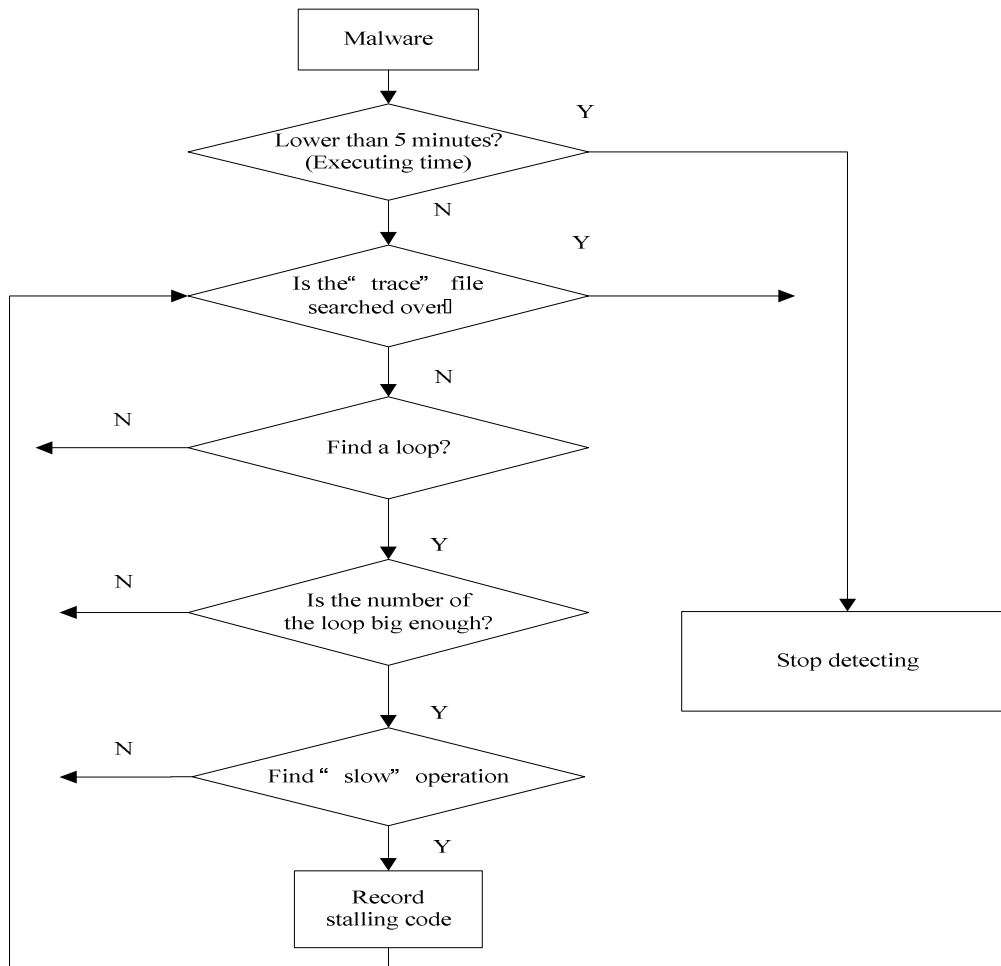 Malware
Y
Lower than 5 minutes?
(Executing time)
N
Y
Is the“ trace” file
searched over▯
N
N
Find a loop?
Y
N
Is the number of
the loop big enough?
Stop detecting
Y
N
Find “ slow” operation
Y
Record
stalling code